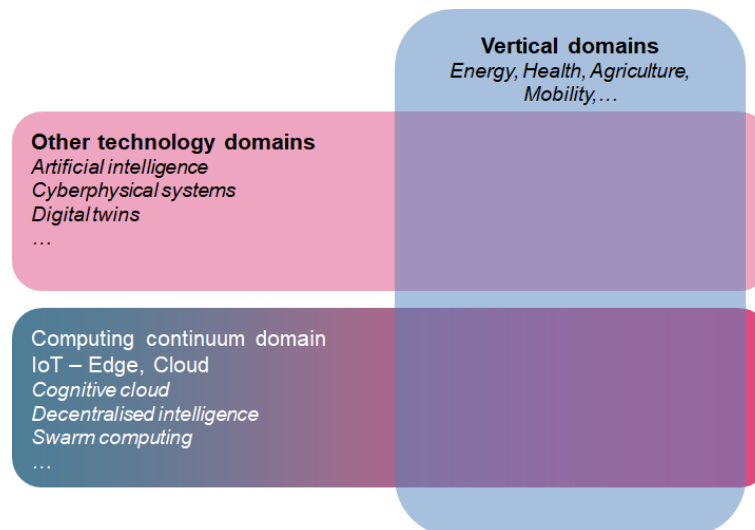 Vertical domains
Energy, Health, Agriculture,
Mobility,…
Other technology domains
Artificial intelligence
Cyberphysical systems
Digital twins
…
Computing continuum domain
IoT – Edge, Cloud
Cognitive cloud
Decentralised intelligence
Swarm computing
…